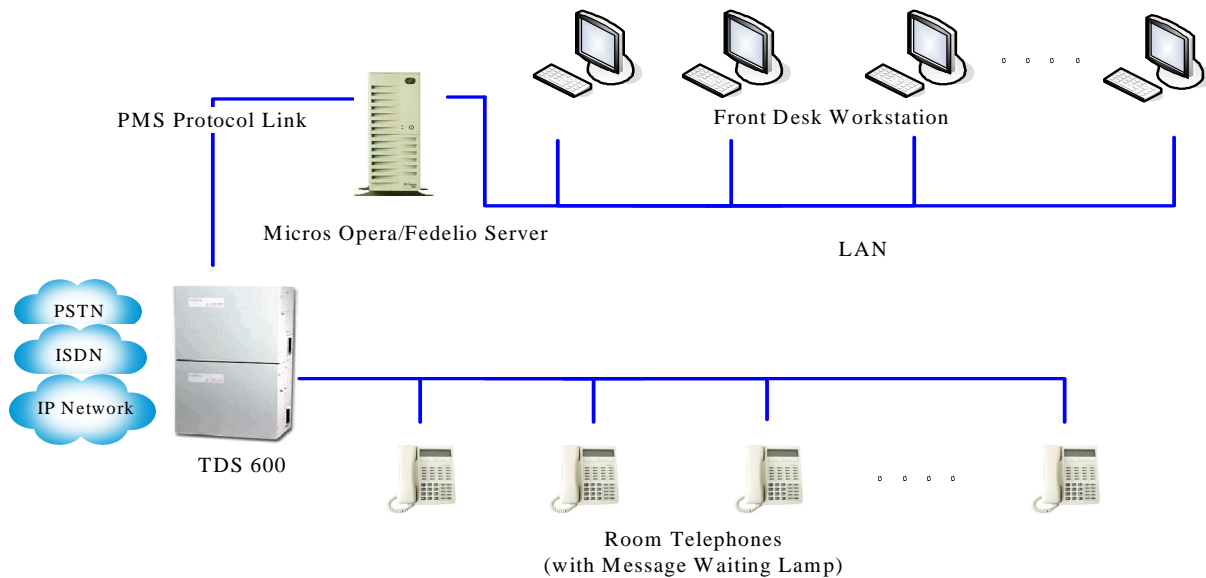 PMS Protocol Link
Front Desk Workstation
Micros Opera/Fedelio Server
LAN
PSTN
ISDN
IP Network
TDS 600
Room Telephones
(with Message Waiting Lamp)